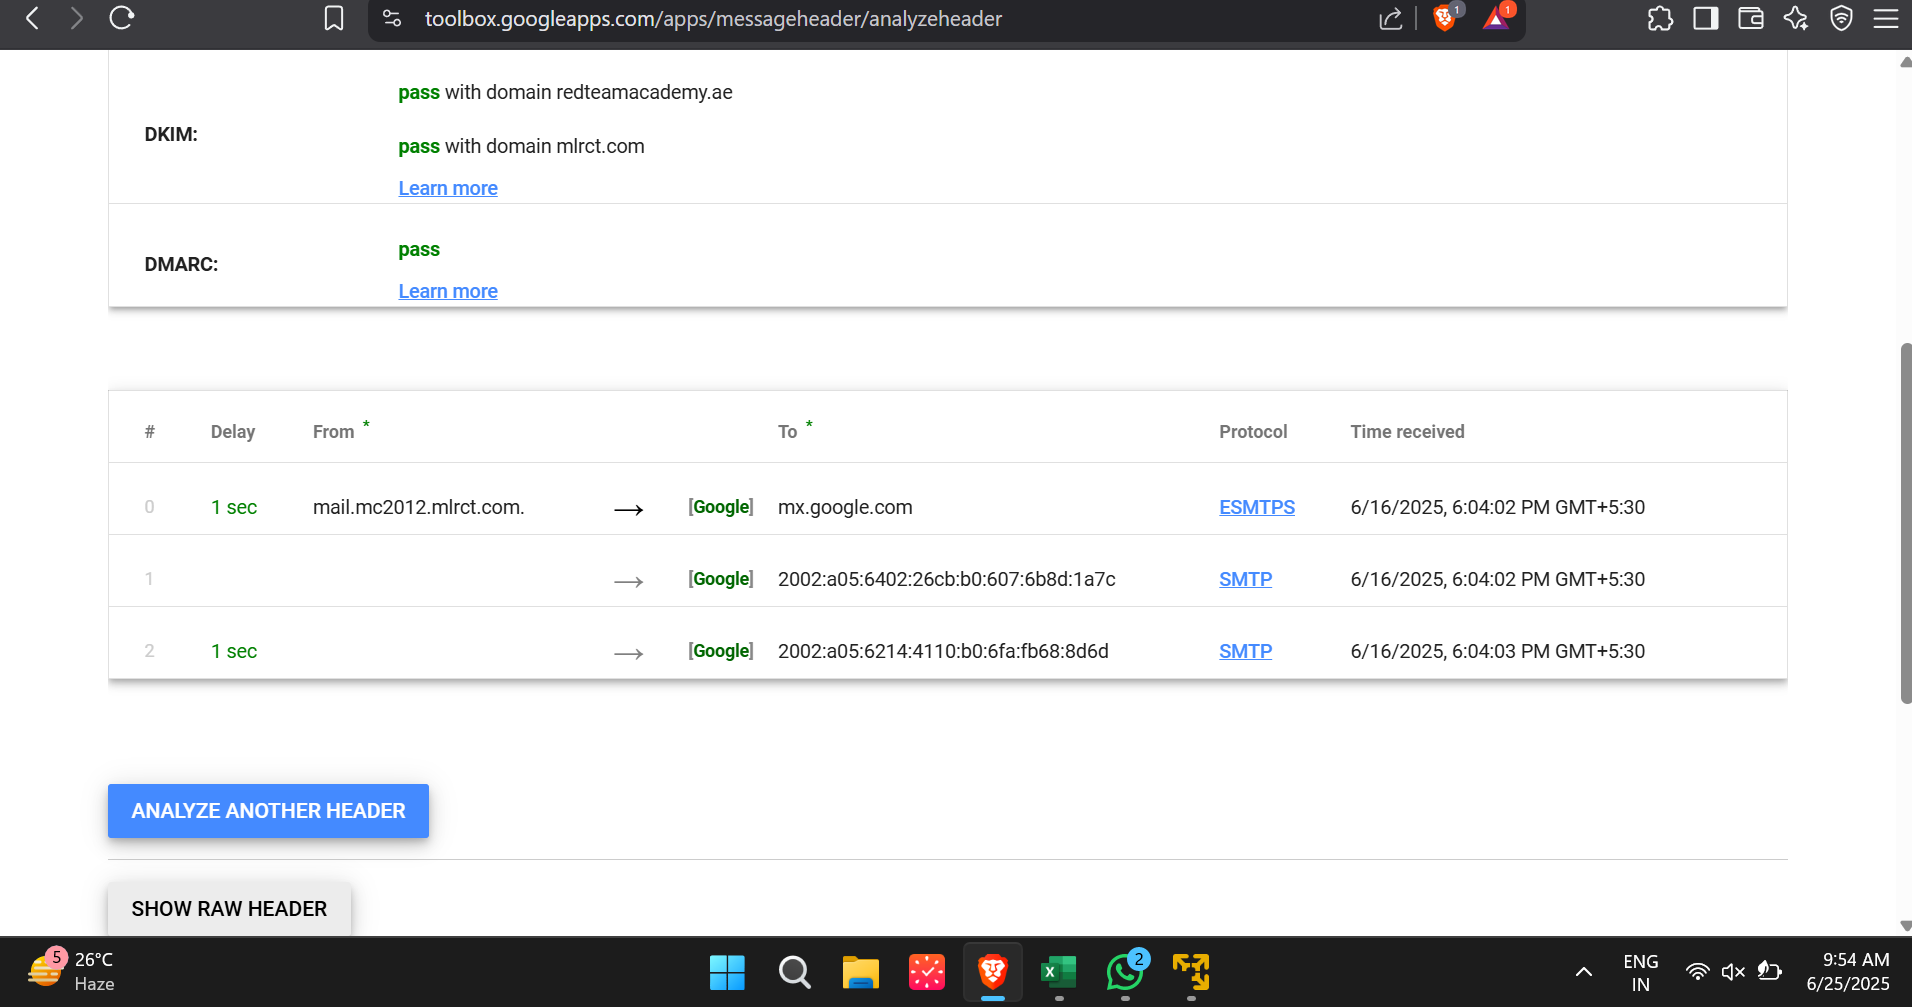 toolbox.googleapps.com/apps/messageheader/analyzeheader
1
1
pass with domain redteamacademy.ae
DKIM:
pass with domain mlrct.com
Learn more
pass
DMARC:
Learn more
# Delay From * To * Protocol Time received
0 1 sec mail.mc2012.mlrct.com. → [Google] mx.google.com ESMTPS 6/16/2025, 6:04:02 PM GMT+5:30
1 → [Google] 2002:a05:6402:26cb:b0:607:6b8d:1a7c SMTP 6/16/2025, 6:04:02 PM GMT+5:30
2 1 sec → [Google] 2002:a05:6214:4110:b0:6fa:fb68:8d6d SMTP 6/16/2025, 6:04:03 PM GMT+5:30
ANALYZE ANOTHER HEADER
SHOW RAW HEADER
5
26°C
Haze
X
2
ENG
IN
9:54 AM
6/25/2025